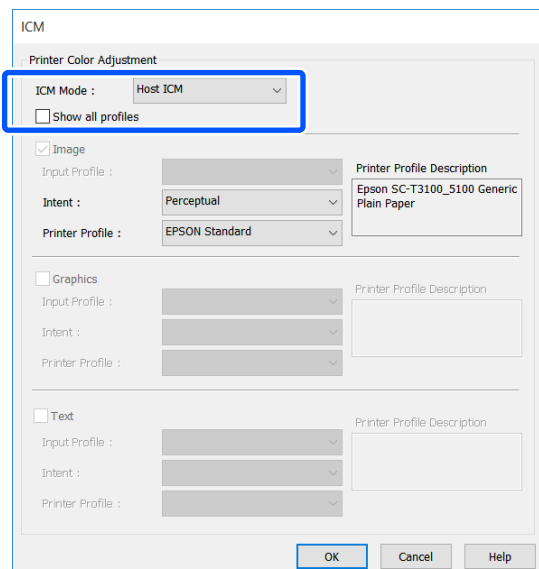 ICM
Printer Color Adjustment
ICM Mode : Host ICM
Show all profiles
Image
Input Profile :
Printer Profile Description
Intent : Perceptual
Epson SC-T3100_5100 Generic
Plain Paper
Printer Profile : EPSON Standard
Graphics
Input Profile :
Printer Profile Description
Intent :
Printer Profile :
Text
Input Profile :
Printer Profile Description
Intent :
Printer Profile :
OK Cancel Help